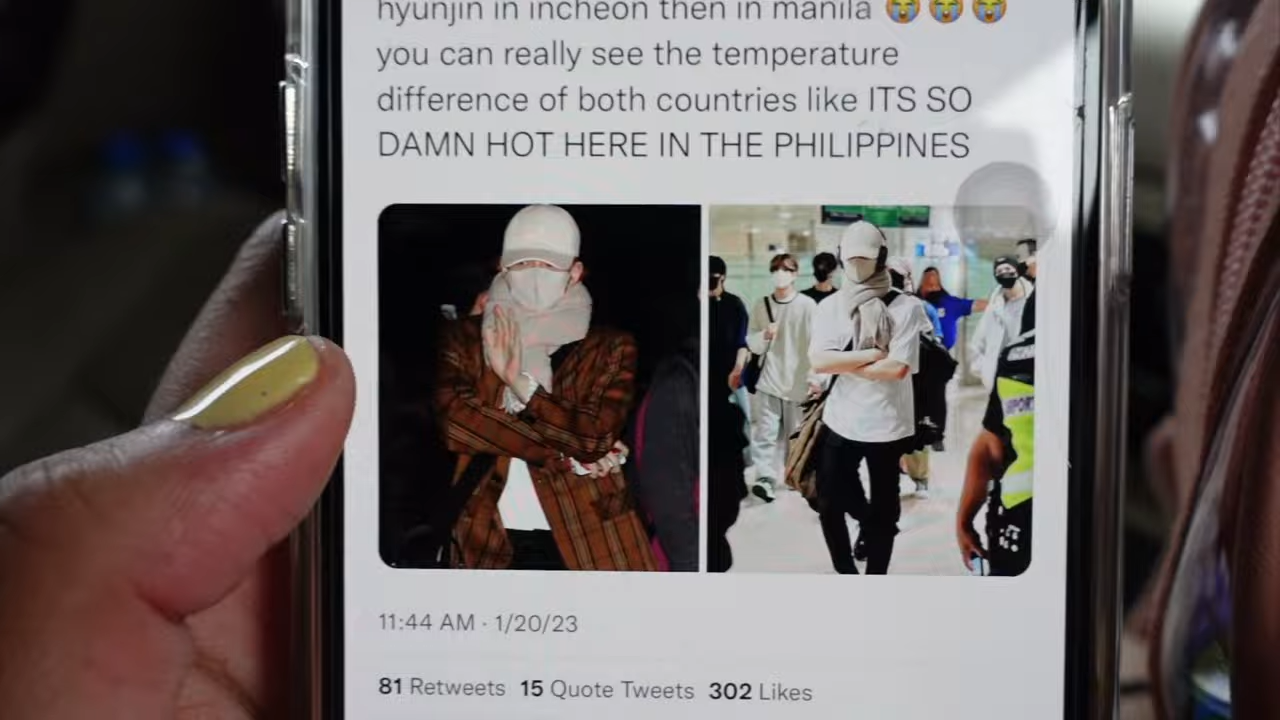 hyunjin in incheon then in manila 😭😭😭
you can really see the temperature
difference of both countries like ITS SO
DAMN HOT HERE IN THE PHILIPPINES
11:44 AM · 1/20/23
81 Retweets 15 Quote Tweets 302 Likes